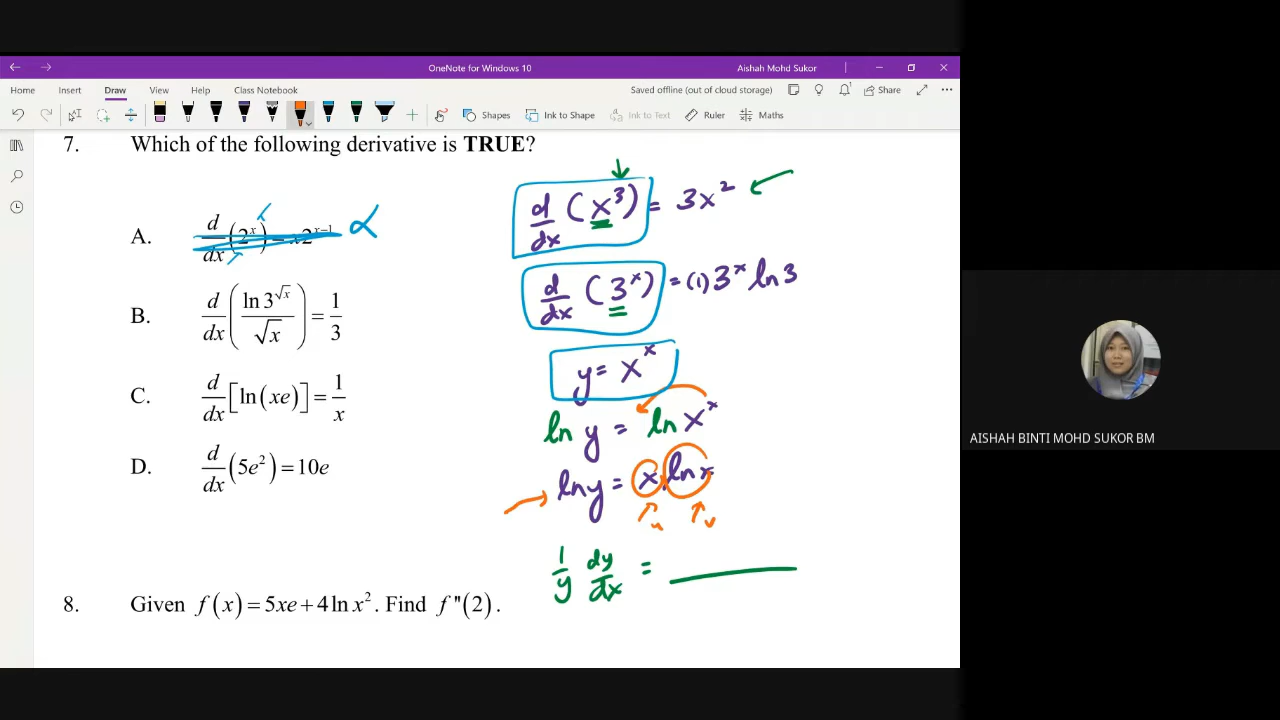 OneNote for Windows 10
Aishah Mohd Sukor
Home Insert Draw View Help Class Notebook
Saved offline (out of cloud storage) Share
Shapes Ink to Shape Ink to Text Ruler Maths
7. Which of the following derivative is TRUE?
A. d/dx (2^x) = x2^(x−1) α
B. d/dx (ln 3^√x / √x) = 1/3
C. d/dx [ln(xe)] = 1/x
D. d/dx (5e^2) = 10e
d/dx (x^3) = 3x^2
d/dx (3^x) = (1) 3^x ln 3
y = x^x
ln y = ln x^x
ln y = x. ln x
u v
1/y dy/dx =
8. Given f(x) = 5xe + 4 ln x^2. Find f "(2).
AISHAH BINTI MOHD SUKOR BM